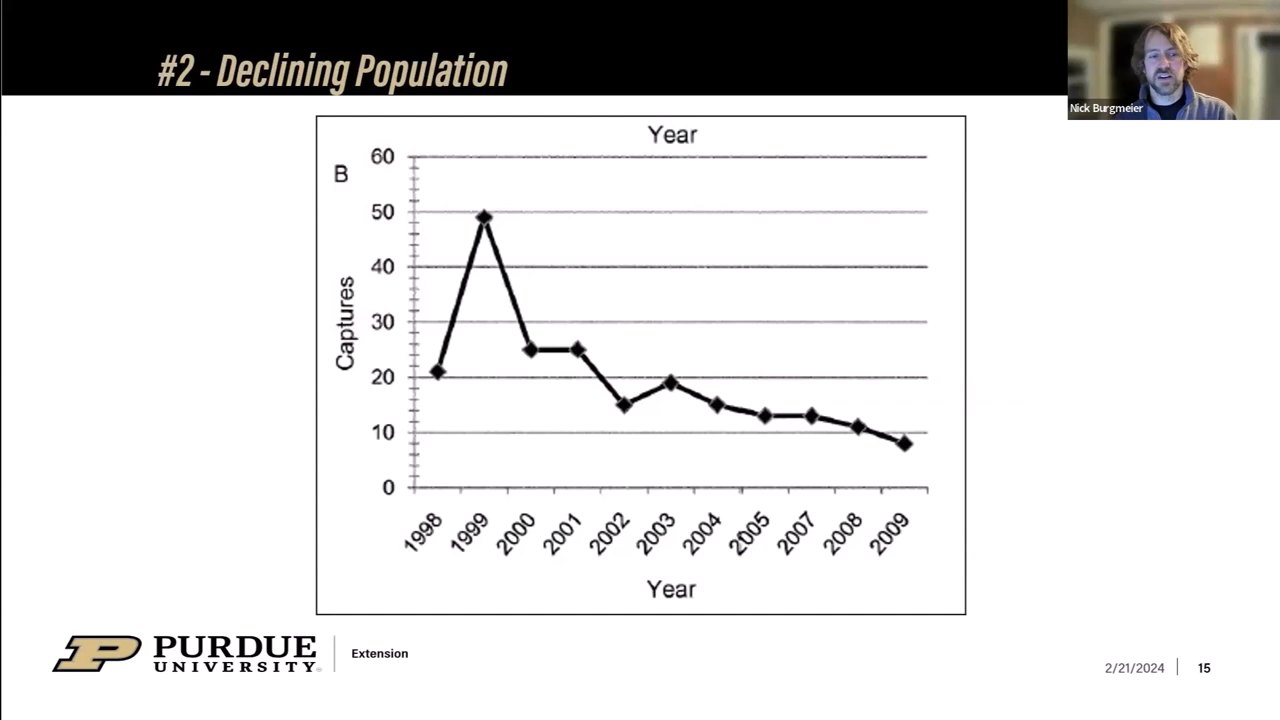 #2 - Declining Population
Nick Burgmeier
Year
B
60
50
40
30
20
10
0
Captures
1998
1999
2000
2001
2002
2003
2004
2005
2007
2008
2009
Year
P PURDUE
UNIVERSITY
Extension
2/21/2024
15